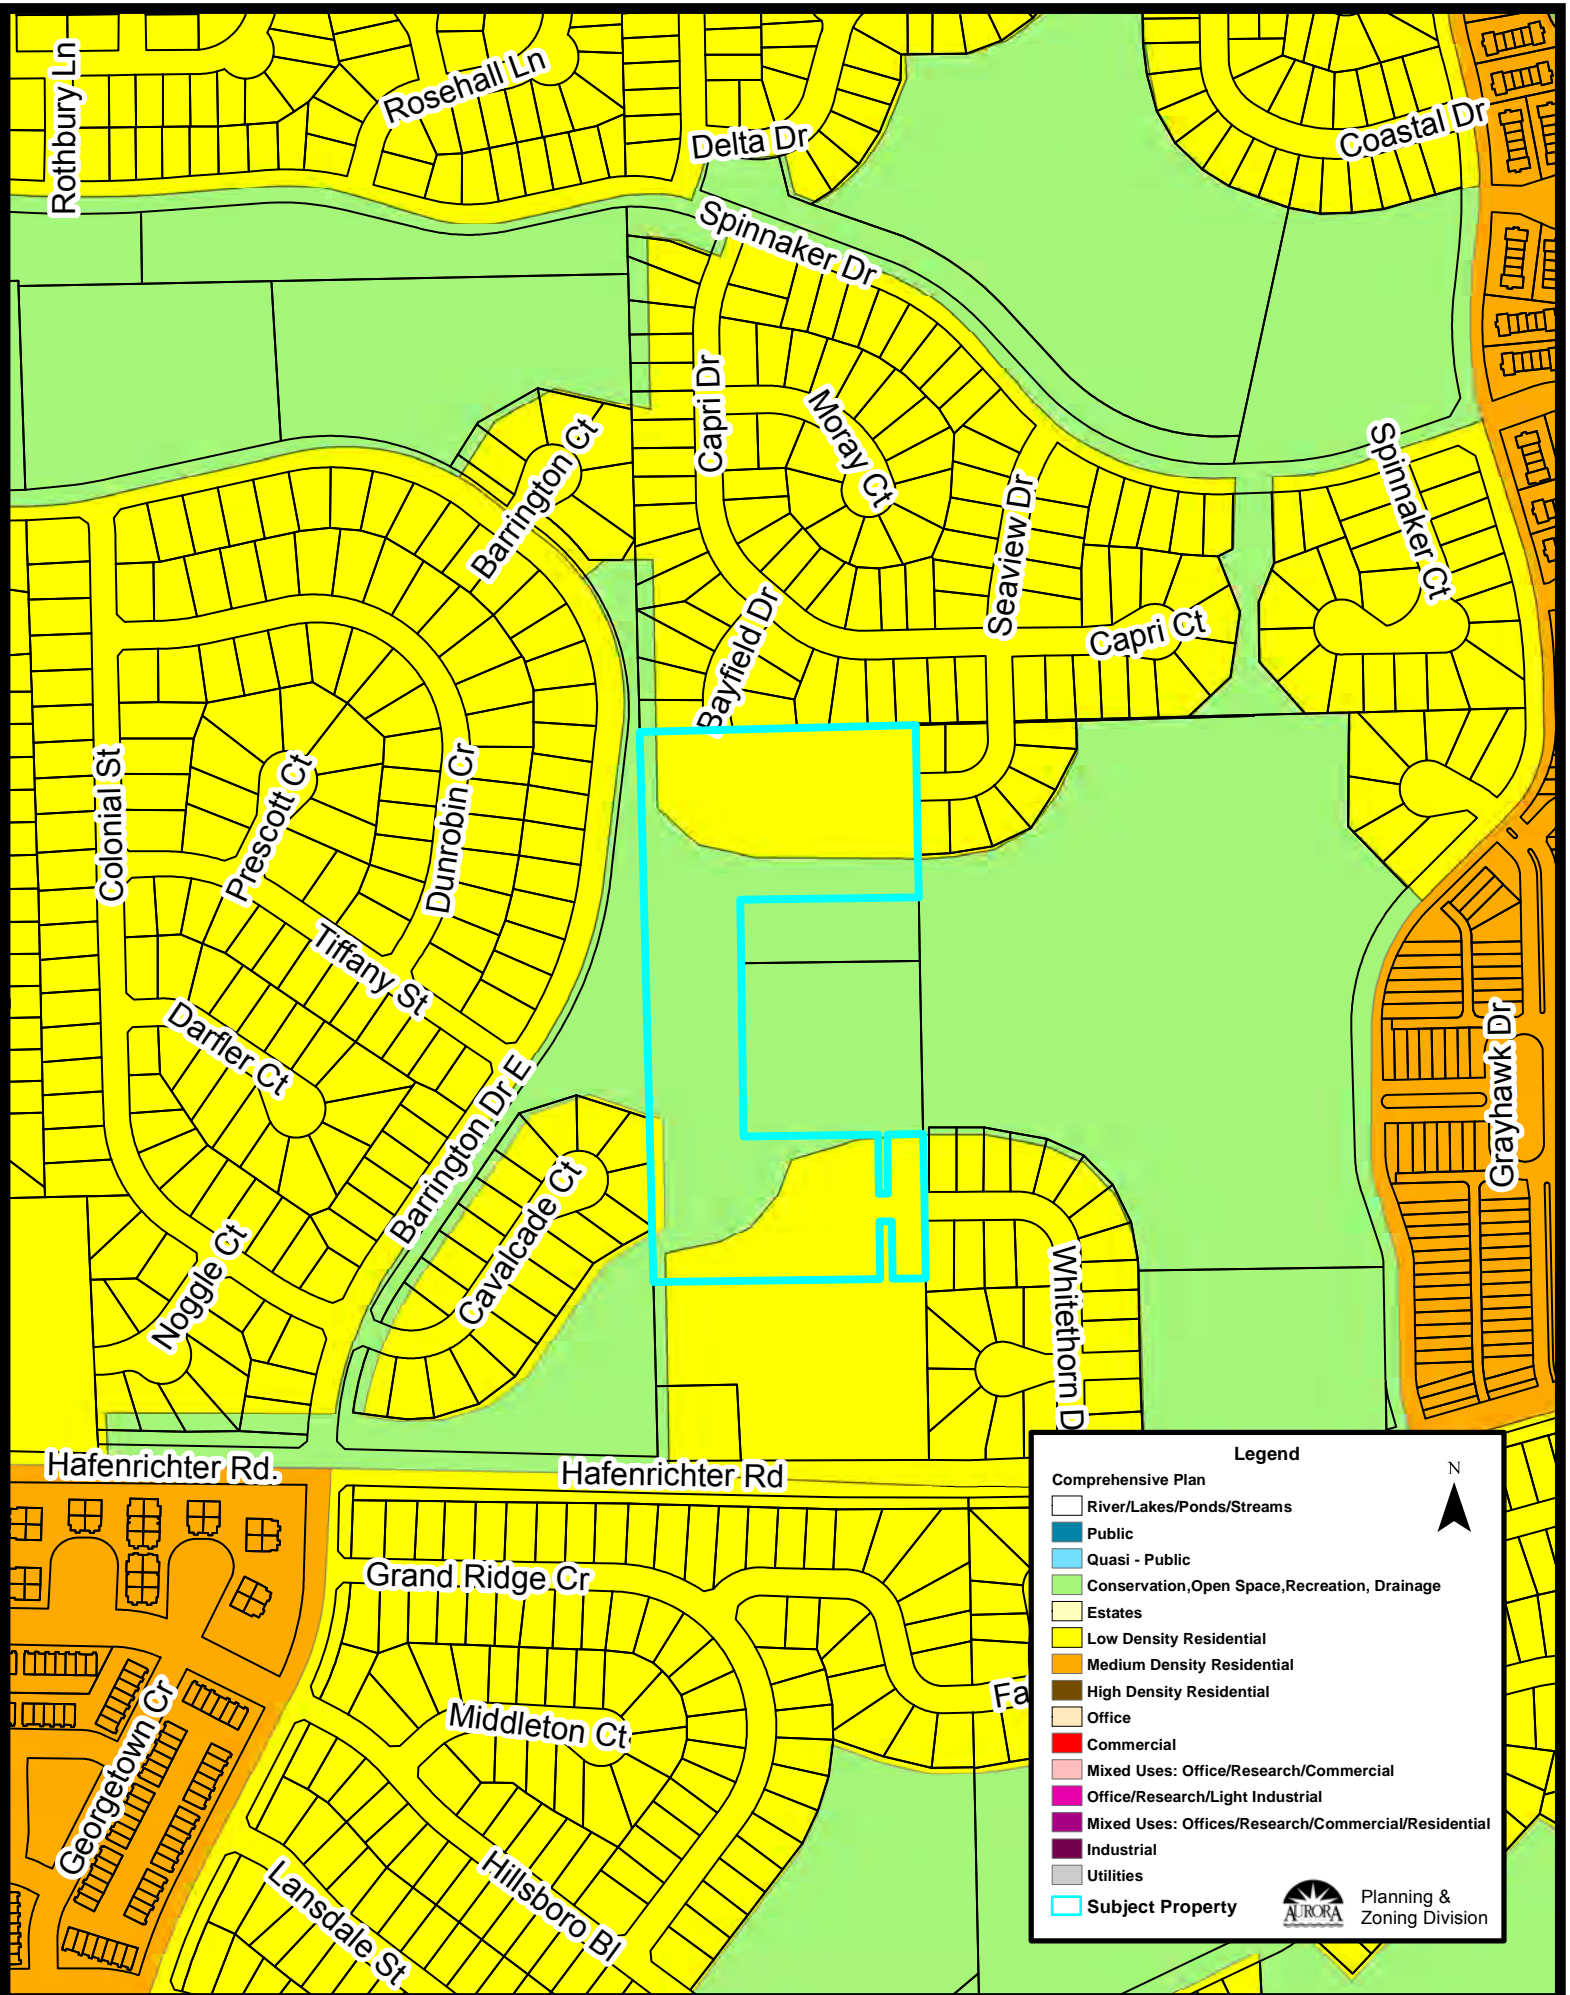 Rothbury Ln
Rosehall Ln
Delta Dr
Coastal Dr
Spinnaker Dr
Capri Dr
Moray Ct
Barrington Ct
Seaview Dr
Spinnaker Ct
Bayfield Dr
Capri Ct
Colonial St
Prescott Ct
Dunrobin Cr
Tiffany St
Darfler Ct
Barrington Dr E
Grayhawk Dr
Cavalcade Ct
Noggle Ct
Whitethorn D
Hafenrichter Rd.
Hafenrichter Rd
Grand Ridge Cr
Fa
Middleton Ct
Georgetown Cr
Hillsboro Bl
Lansdale St
Legend
Comprehensive Plan
N
River/Lakes/Ponds/Streams
Public
Quasi - Public
Conservation,Open Space,Recreation, Drainage
Estates
Low Density Residential
Medium Density Residential
High Density Residential
Office
Commercial
Mixed Uses: Office/Research/Commercial
Office/Research/Light Industrial
Mixed Uses: Offices/Research/Commercial/Residential
Industrial
Utilities
Subject Property
AURORA
Planning &
Zoning Division